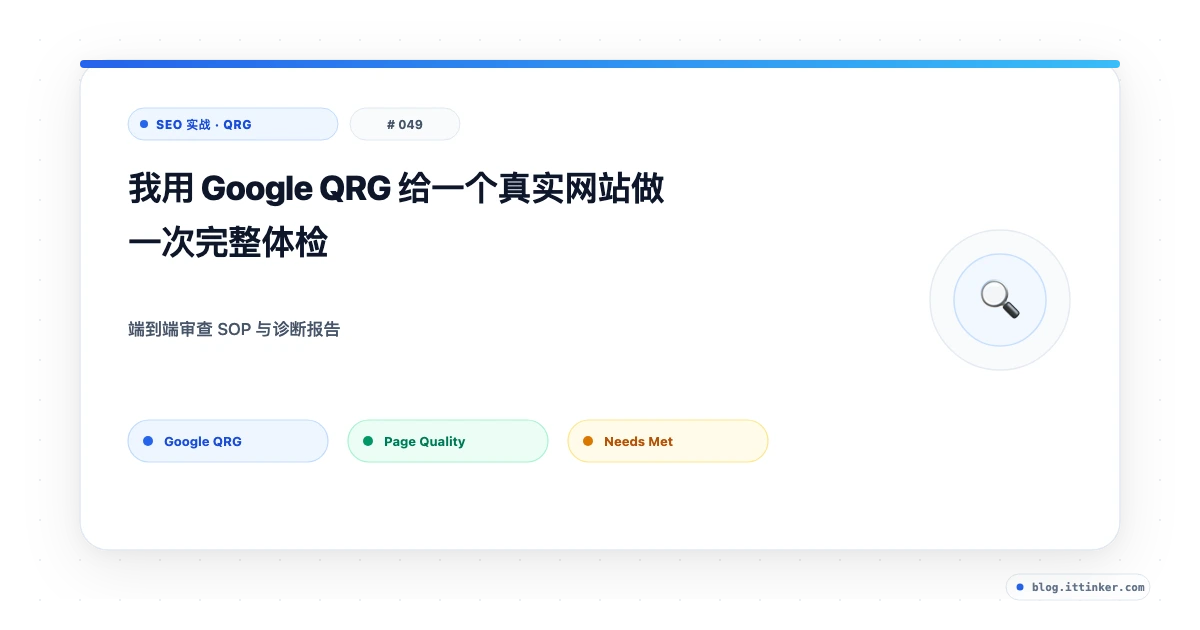 SEO 实战 · QRG
# 049
我用 Google QRG 给一个真实网站做
一次完整体检
端到端审查 SOP 与诊断报告
Google QRG
Page Quality
Needs Met
blog.ittinker.com